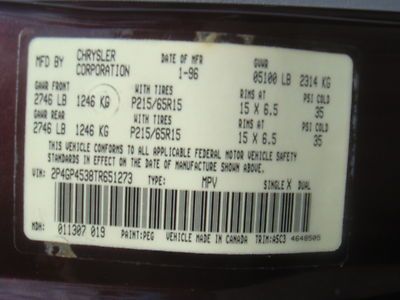 MFD BY CHRYSLER CORPORATION DATE OF MFR 1-96 GVWR 05100 LB 2314 KG
GAWR FRONT WITH TIRES RIMS AT PSI COLD
2746 LB 1246 KG P215/65R15 15 X 6.5 35
GAWR REAR WITH TIRES RIMS AT PSI COLD
2746 LB 1246 KG P215/65R15 15 X 6.5 35
THIS VEHICLE CONFORMS TO ALL APPLICABLE FEDERAL MOTOR VEHICLE SAFETY
STANDARDS IN EFFECT ON THE DATE OF MANUFACTURE SHOWN ABOVE.
VIN: 2P4GP4538TR651273 TYPE: MPV SINGLE X DUAL
MDH: 011307 019 PAINT:PEG VEHICLE MADE IN CANADA TRIM:A5C3
4648505